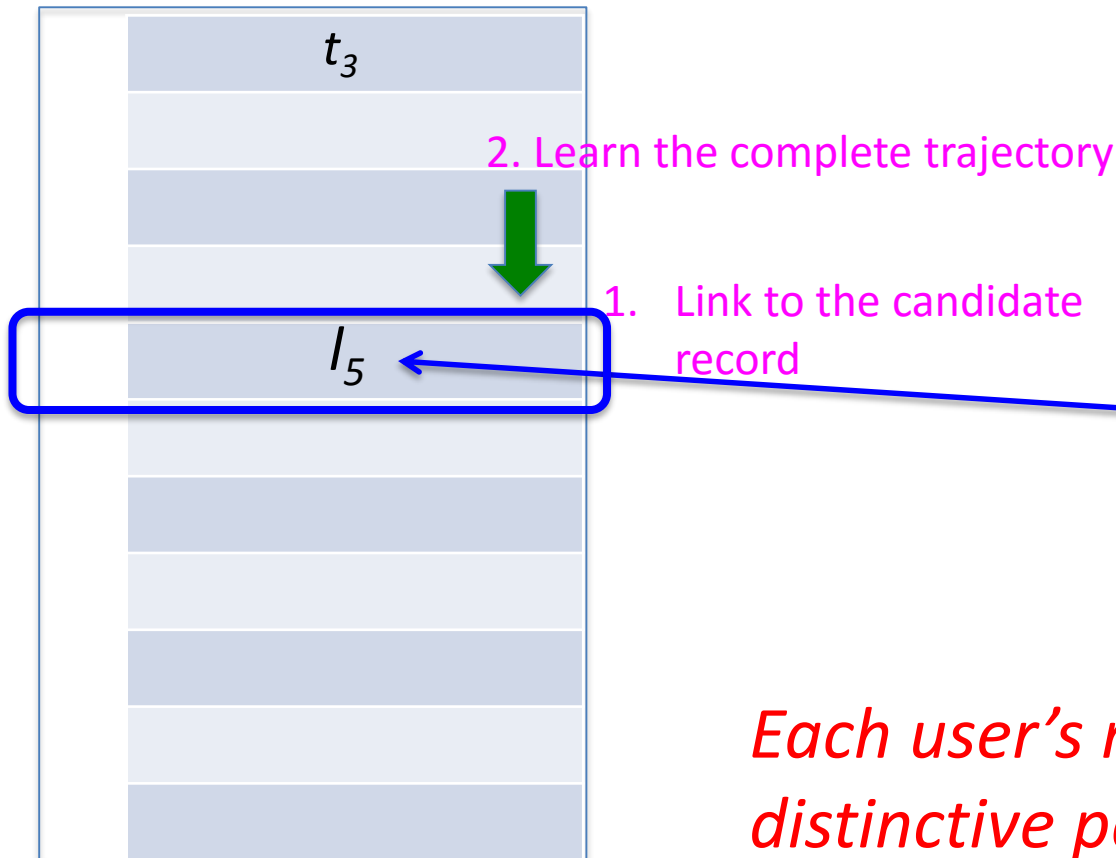 t₃
2. Learn the complete trajectory
1. Link to the candidate
record
l₅
Each user's
distinctive